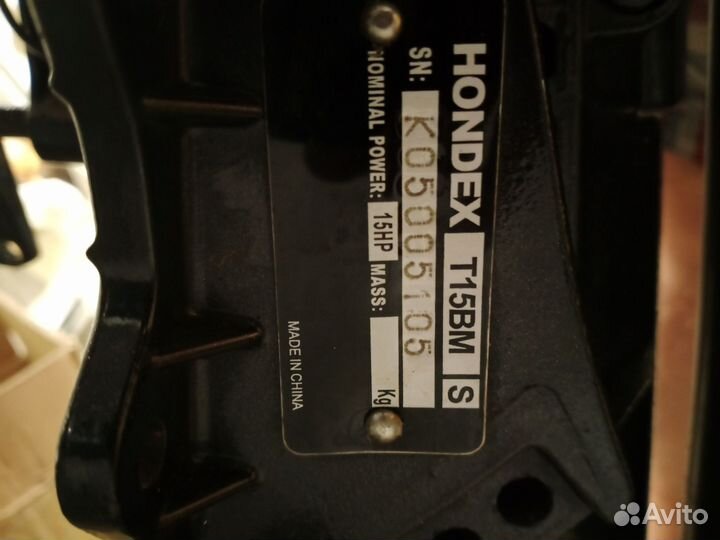 HONDEX T15BM S
SN: K05005105
NOMINAL POWER: 15HP MASS: Kg
MADE IN CHINA
Avito